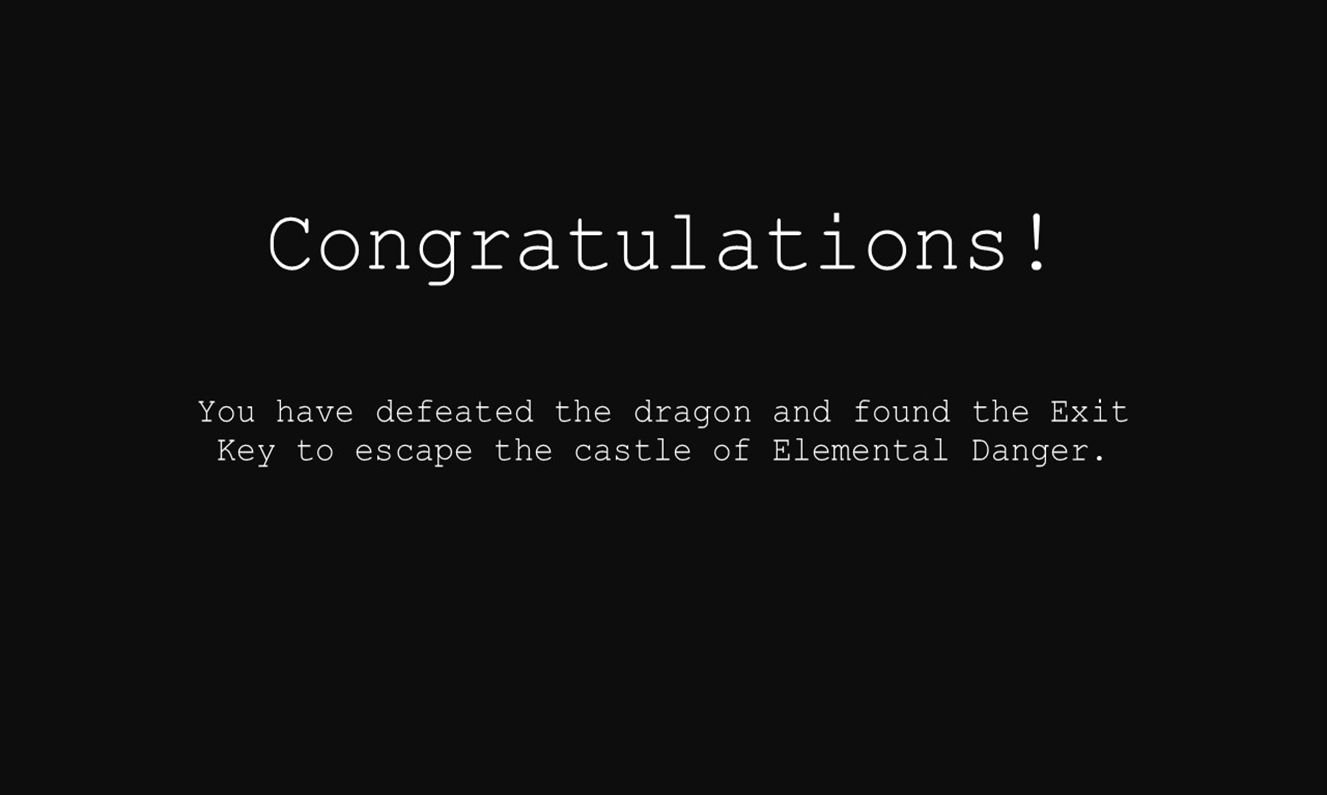 Congratulations!
You have defeated the dragon and found the Exit
Key to escape the castle of Elemental Danger.